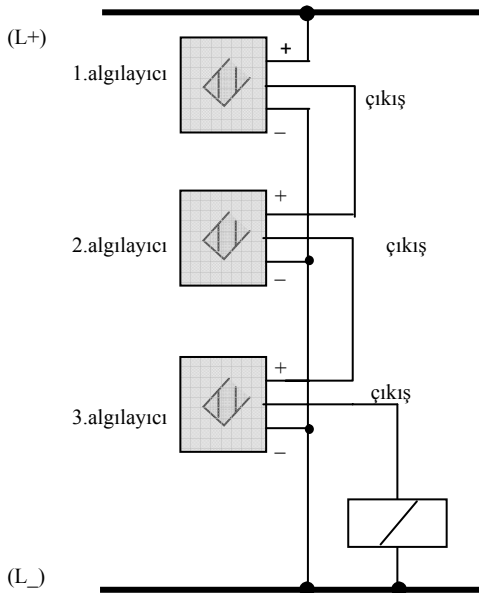 (L+)
+
1.algılayıcı
çıkış
–
+
2.algılayıcı
çıkış
–
+
3.algılayıcı
çıkış
–
(L_)